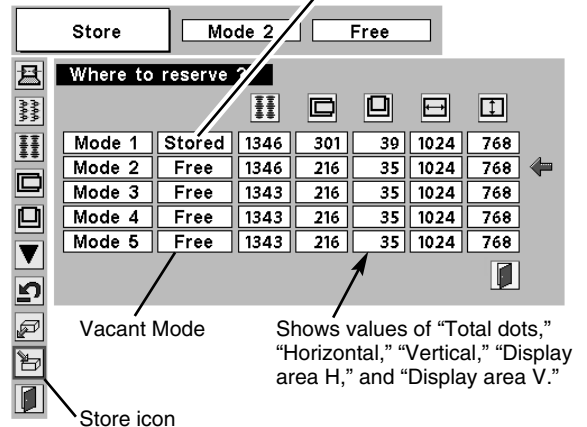 Store Mode 2 Free
Where to reserve ?
Mode 1 Stored 1346 301 39 1024 768
Mode 2 Free 1346 216 35 1024 768
Mode 3 Free 1343 216 35 1024 768
Mode 4 Free 1343 216 35 1024 768
Mode 5 Free 1343 216 35 1024 768
Vacant Mode
Shows values of “Total dots,”
“Horizontal,” “Vertical,” “Display
area H,” and “Display area V.”
Store icon